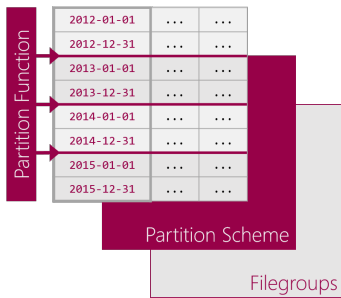 Partition Function
2012-01-01 ... ...
2012-12-31 ... ...
2013-01-01 ... ...
2013-12-31 ... ...
2014-01-01 ... ...
2014-12-31 ... ...
2015-01-01 ... ...
2015-12-31 ... ...
Partition Scheme
Filegroups